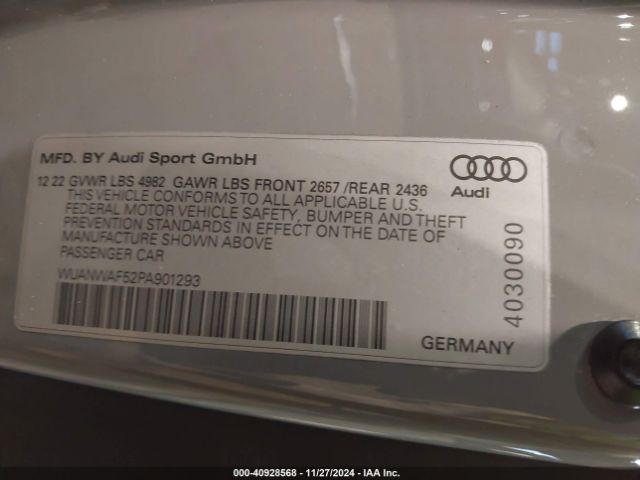 MFD. BY Audi Sport GmbH
12 22 GVWR LBS 4982 GAWR LBS FRONT 2657 /REAR 2436
THIS VEHICLE CONFORMS TO ALL APPLICABLE U.S.
FEDERAL MOTOR VEHICLE SAFETY, BUMPER AND THEFT
PREVENTION STANDARDS IN EFFECT ON THE DATE OF
MANUFACTURE SHOWN ABOVE
PASSENGER CAR
WUANWAF52PA901293
Audi
4030090
GERMANY
000-40928568 - 11/27/2024 - IAA Inc.